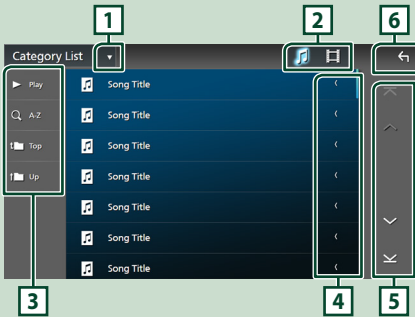 1
2
6
Category List
Play
Song Title
A-Z
Song Title
Top
Song Title
Up
Song Title
Song Title
Song Title
Song Title
3
4
5